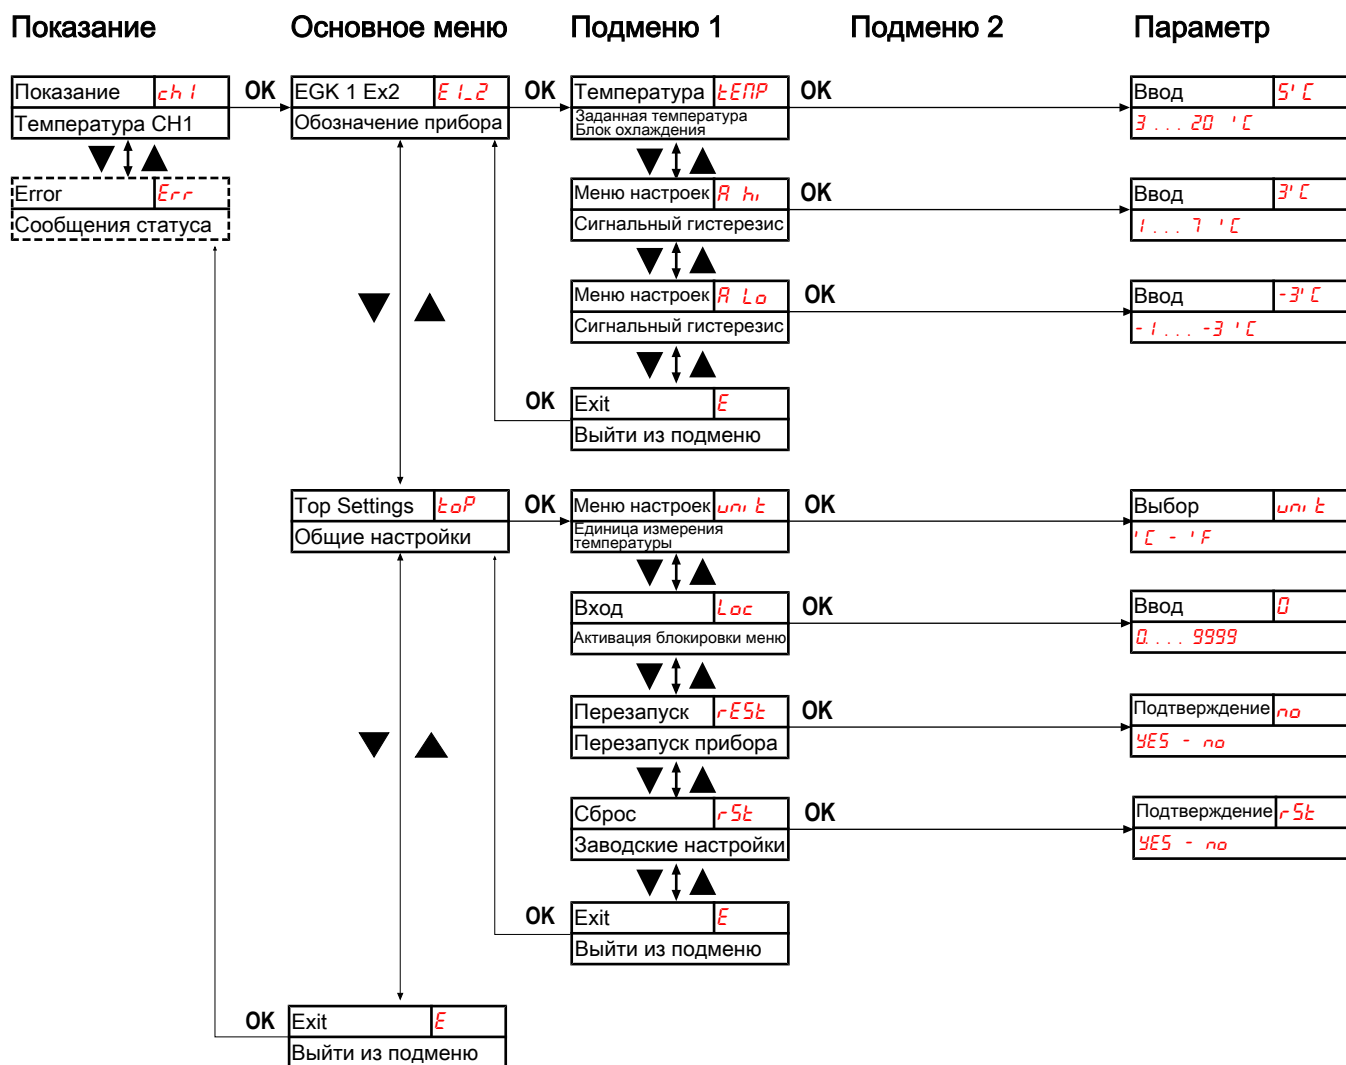 Показание Основное меню Подменю 1 Подменю 2 Параметр
Показание ch1 OK EGK 1 Ex2 E1_2 OK Температура tEMP OK Ввод 5°C
Температура CH1 Обозначение прибора Заданная температура 3 ... 20 °C
Блок охлаждения
Error Err Меню настроек A hi OK Ввод 3°C
Сообщения статуса Сигнальный гистерезис 1 ... 7 °C
Меню настроек A Lo OK Ввод -3°C
Сигнальный гистерезис -1 ... -3 °C
OK Exit E
Выйти из подменю
Top Settings toP OK Меню настроек unit OK Выбор unit
Общие настройки Единица измерения °C - °F
температуры
Вход Loc OK Ввод 0
Активация блокировки меню 0 .... 9999
Перезапуск rESt OK Подтверждение no
Перезапуск прибора YES - no
Сброс rSt OK Подтверждение rSt
Заводские настройки YES - no
OK Exit E
Выйти из подменю
OK Exit E
Выйти из подменю